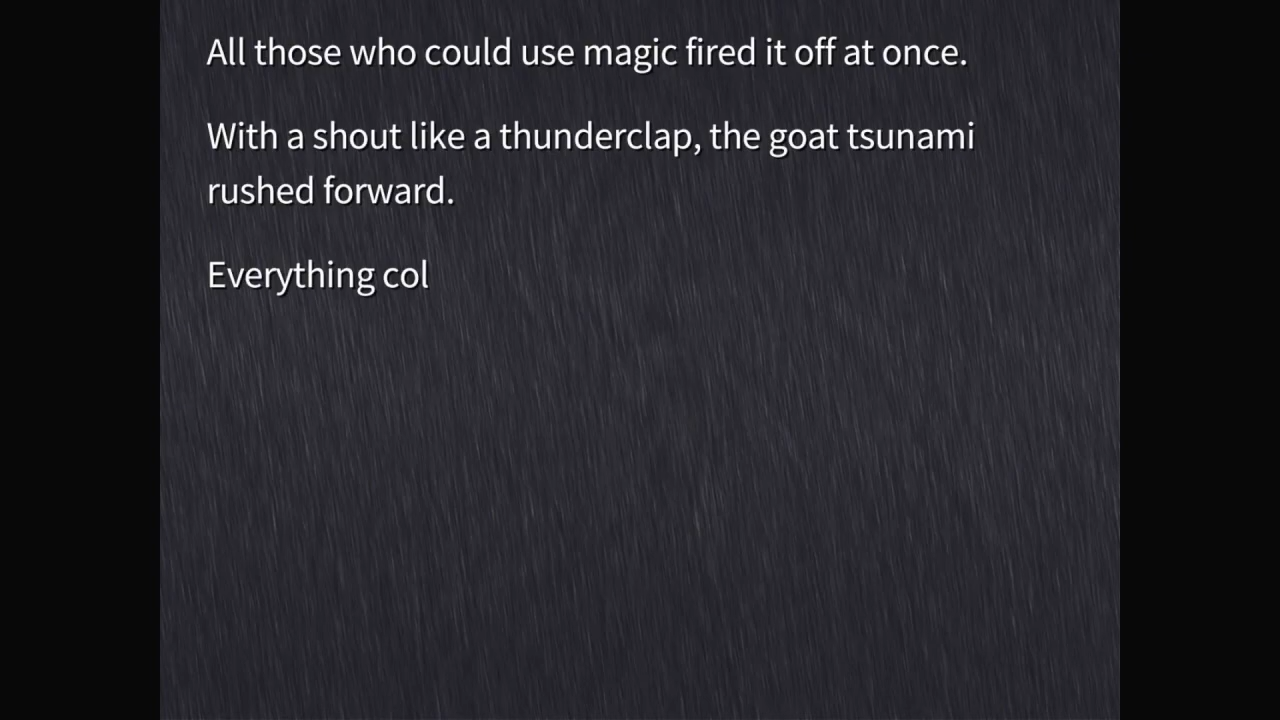 All those who could use magic fired it off at once.
With a shout like a thunderclap, the goat tsunami
rushed forward.
Everything col